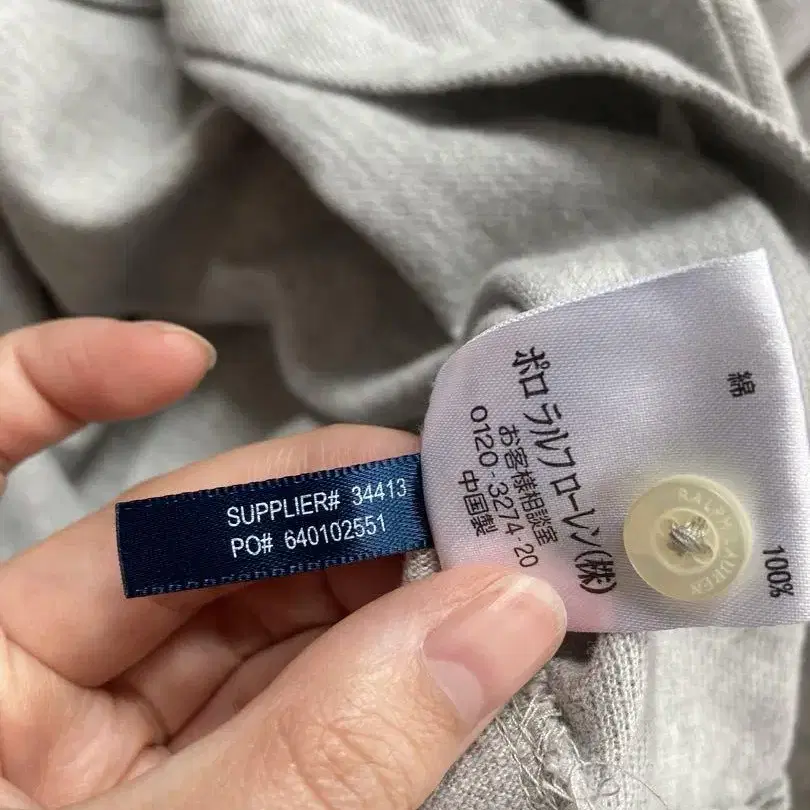 SUPPLIER# 34413
PO# 640102551
綿
100%
ポロ ラルフ ローレン(株)
お客様相談室
0120-3274-20
中国製
RALPH LAUREN